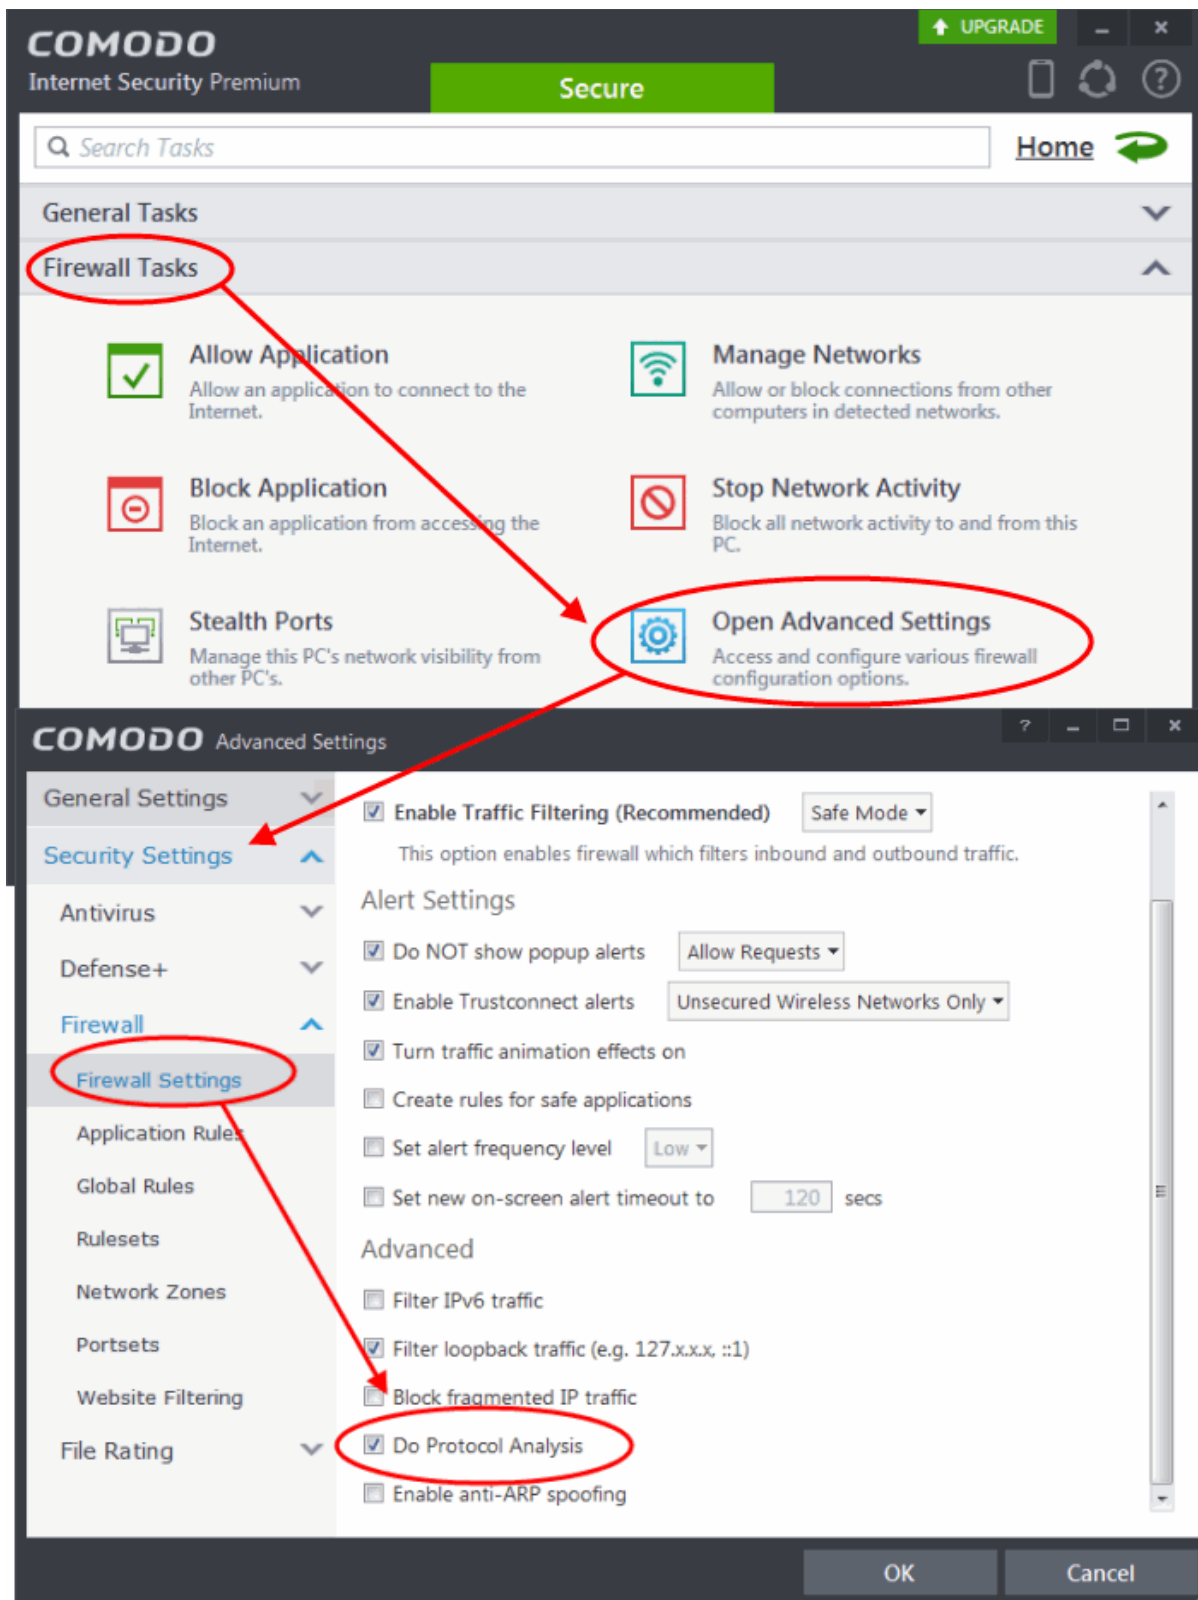 COMODO
UPGRADE
Internet Security Premium
Secure
?
Search Tasks
Home
General Tasks
Firewall Tasks
Allow Application
Allow an application to connect to the
Internet.
Manage Networks
Allow or block connections from other
computers in detected networks.
Block Application
Block an application from accessing the
Internet.
Stop Network Activity
Block all network activity to and from this
PC.
Stealth Ports
Manage this PC's network visibility from
other PC's.
Open Advanced Settings
Access and configure various firewall
configuration options.
COMODO Advanced Settings
?
General Settings
Security Settings
Antivirus
Defense+
Firewall
Firewall Settings
Application Rules
Global Rules
Rulesets
Network Zones
Portsets
Website Filtering
File Rating
Enable Traffic Filtering (Recommended) Safe Mode
This option enables firewall which filters inbound and outbound traffic.
Alert Settings
Do NOT show popup alerts Allow Requests
Enable Trustconnect alerts Unsecured Wireless Networks Only
Turn traffic animation effects on
Create rules for safe applications
Set alert frequency level Low
Set new on-screen alert timeout to 120 secs
Advanced
Filter IPv6 traffic
Filter loopback traffic (e.g. 127.x.x.x, ::1)
Block fragmented IP traffic
Do Protocol Analysis
Enable anti-ARP spoofing
OK Cancel